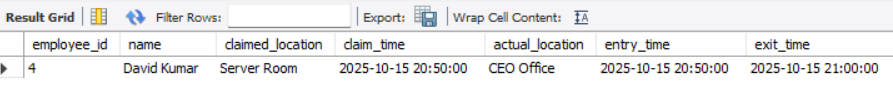 Result Grid Filter Rows: Export: Wrap Cell Content: IA
employee_id name claimed_location claim_time actual_location entry_time exit_time
4 David Kumar Server Room 2025-10-15 20:50:00 CEO Office 2025-10-15 20:50:00 2025-10-15 21:00:00